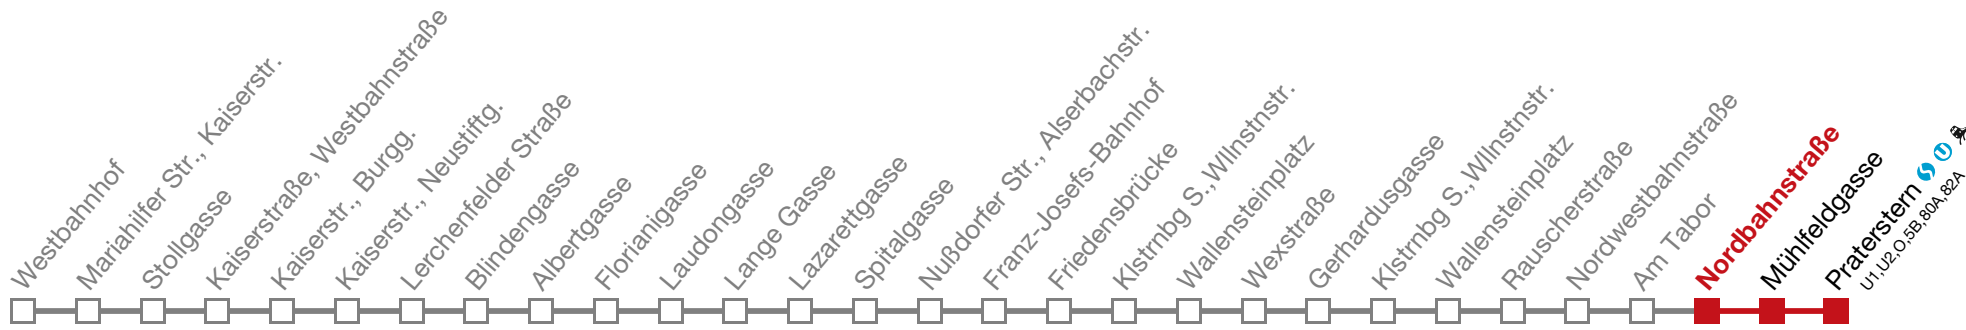 Westbahnhof
Mariahilfer Str., Kaiserstr.
Stollgasse
Kaiserstraße, Westbahnstraße
Kaiserstr., Burgg.
Kaiserstr., Neustiftg.
Lerchenfelder Straße
Blindengasse
Albertgasse
Florianigasse
Laudongasse
Lange Gasse
Lazarettgasse
Spitalgasse
Nußdorfer Str., Alserbachstr.
Franz-Josefs-Bahnhof
Friedensbrücke
Klstrnbg S., Wllnstnstr.
Wallensteinplatz
Wexstraße
Gerhardusgasse
Klstrnbg S., Wllnstnstr.
Wallensteinplatz
Rauscherstraße
Nordwestbahnstraße
Am Tabor
Nordbahnstraße
Mühlfeldgasse
Praterstern S U
U1,U2,O,5B,80A,82A